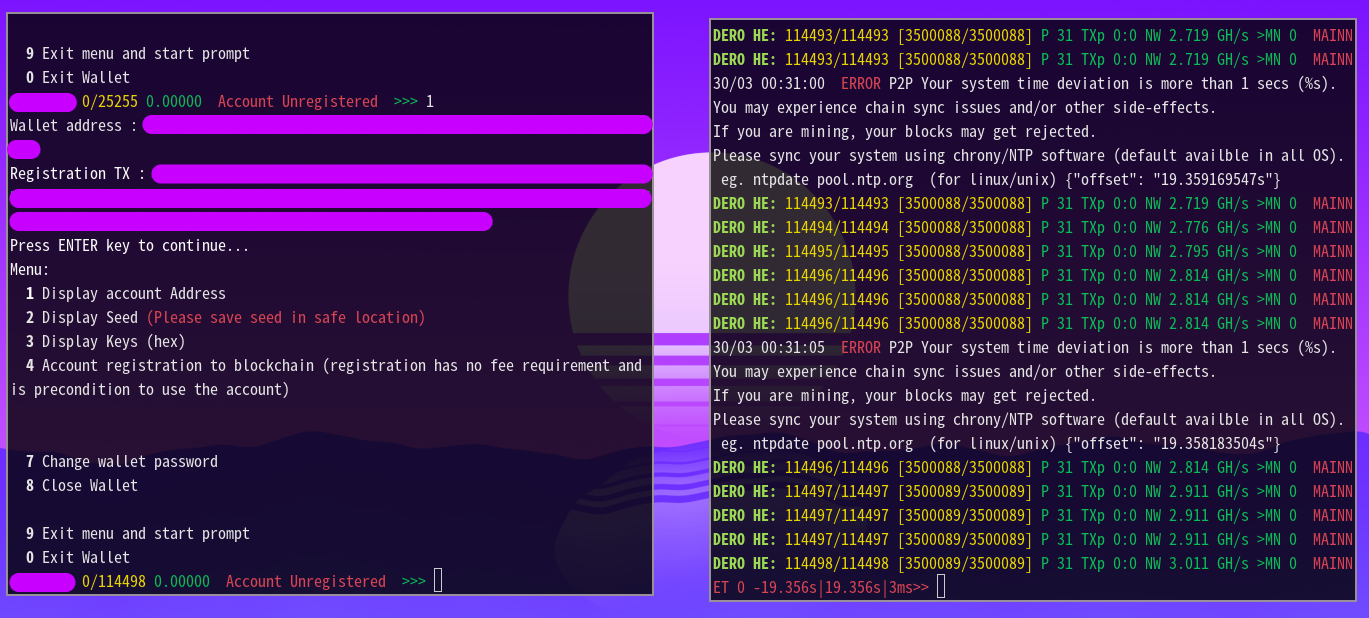 9 Exit menu and start prompt
0 Exit Wallet
0/25255 0.00000 Account Unregistered >>> 1
Wallet address :
Registration TX :
Press ENTER key to continue...
Menu:
1 Display account Address
2 Display Seed (Please save seed in safe location)
3 Display Keys (hex)
4 Account registration to blockchain (registration has no fee requirement and
is precondition to use the account)
7 Change wallet password
8 Close Wallet
9 Exit menu and start prompt
0 Exit Wallet
0/114498 0.00000 Account Unregistered >>>
DERO HE: 114493/114493 [3500088/3500088] P 31 TXp 0:0 NW 2.719 GH/s >MN 0 MAINN
DERO HE: 114493/114493 [3500088/3500088] P 31 TXp 0:0 NW 2.719 GH/s >MN 0 MAINN
30/03 00:31:00 ERROR P2P Your system time deviation is more than 1 secs (%s).
You may experience chain sync issues and/or other side-effects.
If you are mining, your blocks may get rejected.
Please sync your system using chrony/NTP software (default availble in all OS).
eg. ntpdate pool.ntp.org (for linux/unix) {"offset": "19.359169547s"}
DERO HE: 114493/114493 [3500088/3500088] P 31 TXp 0:0 NW 2.719 GH/s >MN 0 MAINN
DERO HE: 114494/114494 [3500088/3500088] P 31 TXp 0:0 NW 2.776 GH/s >MN 0 MAINN
DERO HE: 114495/114495 [3500088/3500088] P 31 TXp 0:0 NW 2.795 GH/s >MN 0 MAINN
DERO HE: 114496/114496 [3500088/3500088] P 31 TXp 0:0 NW 2.814 GH/s >MN 0 MAINN
DERO HE: 114496/114496 [3500088/3500088] P 31 TXp 0:0 NW 2.814 GH/s >MN 0 MAINN
DERO HE: 114496/114496 [3500088/3500088] P 31 TXp 0:0 NW 2.814 GH/s >MN 0 MAINN
30/03 00:31:05 ERROR P2P Your system time deviation is more than 1 secs (%s).
You may experience chain sync issues and/or other side-effects.
If you are mining, your blocks may get rejected.
Please sync your system using chrony/NTP software (default availble in all OS).
eg. ntpdate pool.ntp.org (for linux/unix) {"offset": "19.358183504s"}
DERO HE: 114496/114496 [3500088/3500088] P 31 TXp 0:0 NW 2.814 GH/s >MN 0 MAINN
DERO HE: 114497/114497 [3500089/3500089] P 31 TXp 0:0 NW 2.911 GH/s >MN 0 MAINN
DERO HE: 114497/114497 [3500089/3500089] P 31 TXp 0:0 NW 2.911 GH/s >MN 0 MAINN
DERO HE: 114497/114497 [3500089/3500089] P 31 TXp 0:0 NW 2.911 GH/s >MN 0 MAINN
DERO HE: 114498/114498 [3500089/3500089] P 31 TXp 0:0 NW 3.011 GH/s >MN 0 MAINN
ET 0 -19.356s|19.356s|3ms>>